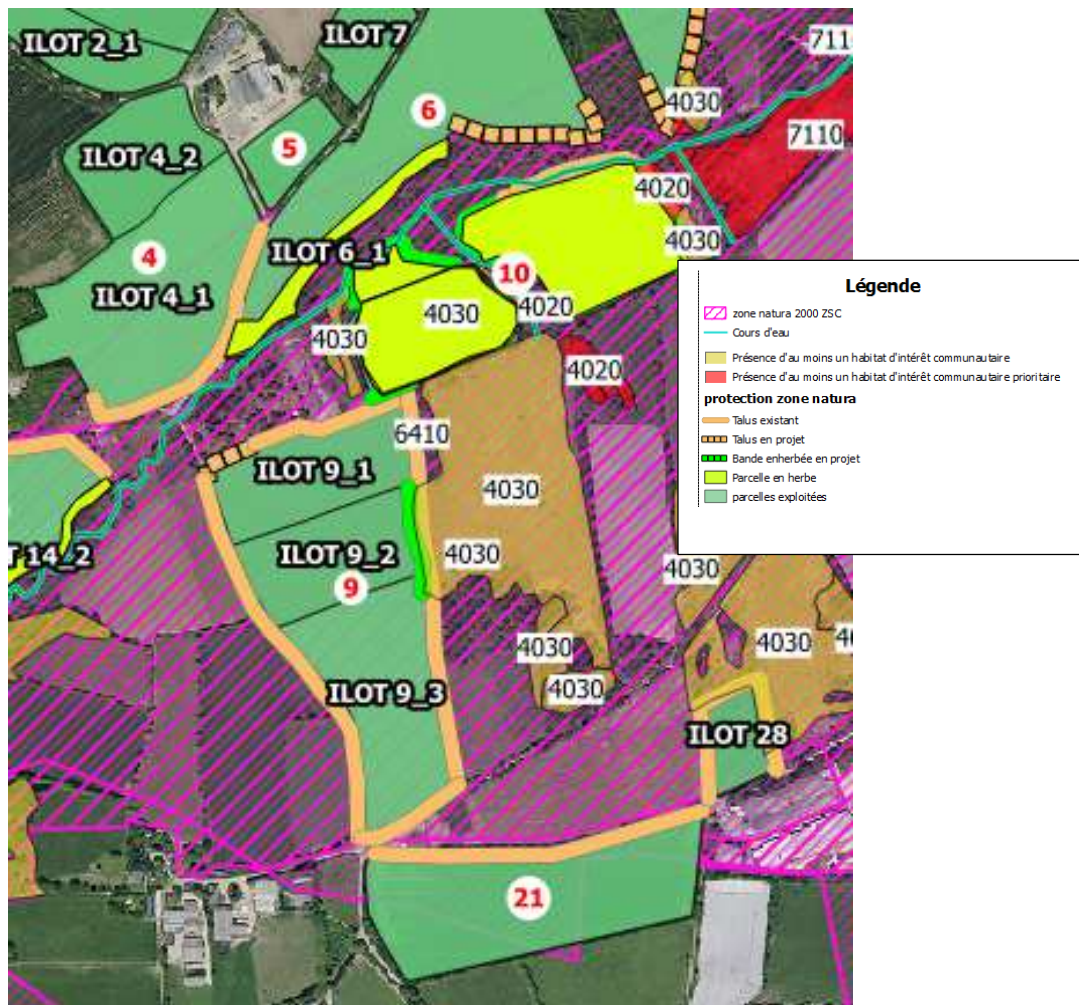 ILOT 2_1
ILOT 7
711
4030
6
7110
5
ILOT 4_2
4020
4030
ILOT 6_1
4
10
ILOT 4_1
4030
4020
4030
4020
6410
ILOT 9_1
4030
ILOT 9_2
4030
T 14_2
9
4030
4030
4030
4030
ILOT 9_3
ILOT 28
21
Légende
zone natura 2000 ZSC
Cours d'eau
Présence d'au moins un habitat d'intérêt communautaire
Présence d'au moins un habitat d'intérêt communautaire prioritaire
protection zone natura
Talus existant
Talus en projet
Bande enherbée en projet
Parcelle en herbe
parcelles exploitées